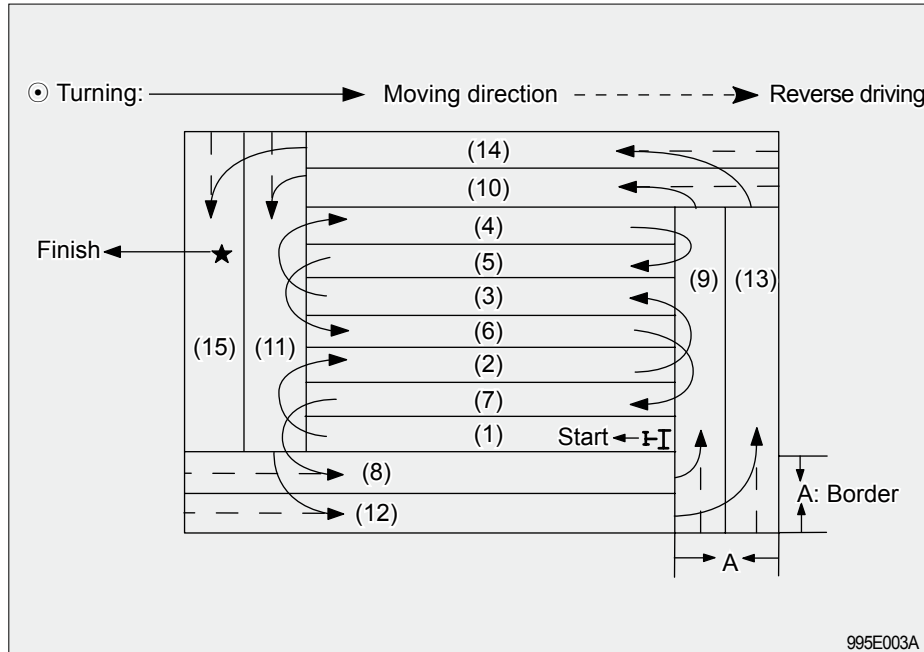 ☉ Turning: Moving direction Reverse driving
(14)
(10)
(4)
Finish
(5)
(9) (13)
(3)
(6)
(15) (11)
(2)
(7)
(1) Start
(8)
A: Border
(12)
A
995E003A